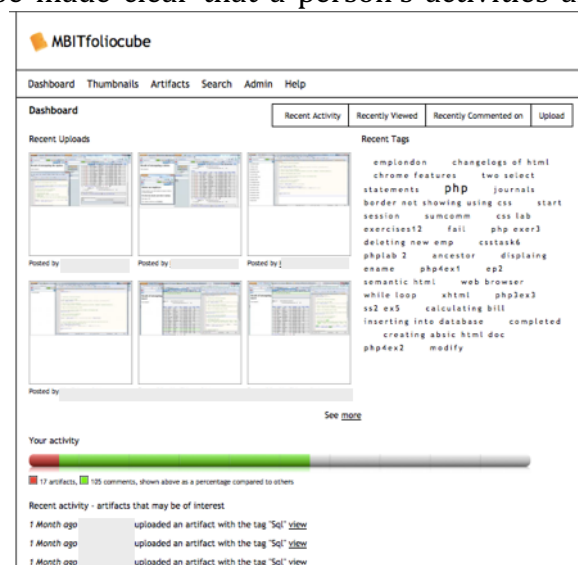 be made clear that a person's activities a
MBITfoliocube
Dashboard Thumbnails Artifacts Search Admin Help
Dashboard
Recent Activity Recently Viewed Recently Commented on Upload
Recent Uploads
Recent Tags
emplondon changelogs of html
chrome features two select
statements php journals
border not showing using css start
session sumcomm css lab
exercises12 fail php exer3
deleting new emp csstask6
phplab 2 ancestor displaing
ename php4ex1 ep2
semantic html web browser
while loop xhtml php3ex3
ss2 ex5 calculating bill
inserting into database completed
creating absic html doc
php4ex2 modify
Posted by Posted by Posted by
Posted by
See more
Your activity
17 artifacts, 105 comments, shown above as a percentage compared to others
Recent activity - artifacts that may be of interest
1 Month ago uploaded an artifact with the tag "Sql" view
1 Month ago uploaded an artifact with the tag "Sql" view
1 Month ago uploaded an artifact with the tag "Sql" view